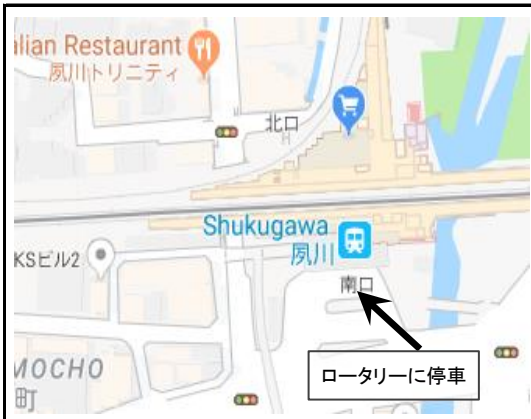 alian Restaurant
夙川トリニティ
北口
Shukugawa
夙川
KSビル2
南口
ロータリーに停車
MOCHO
町